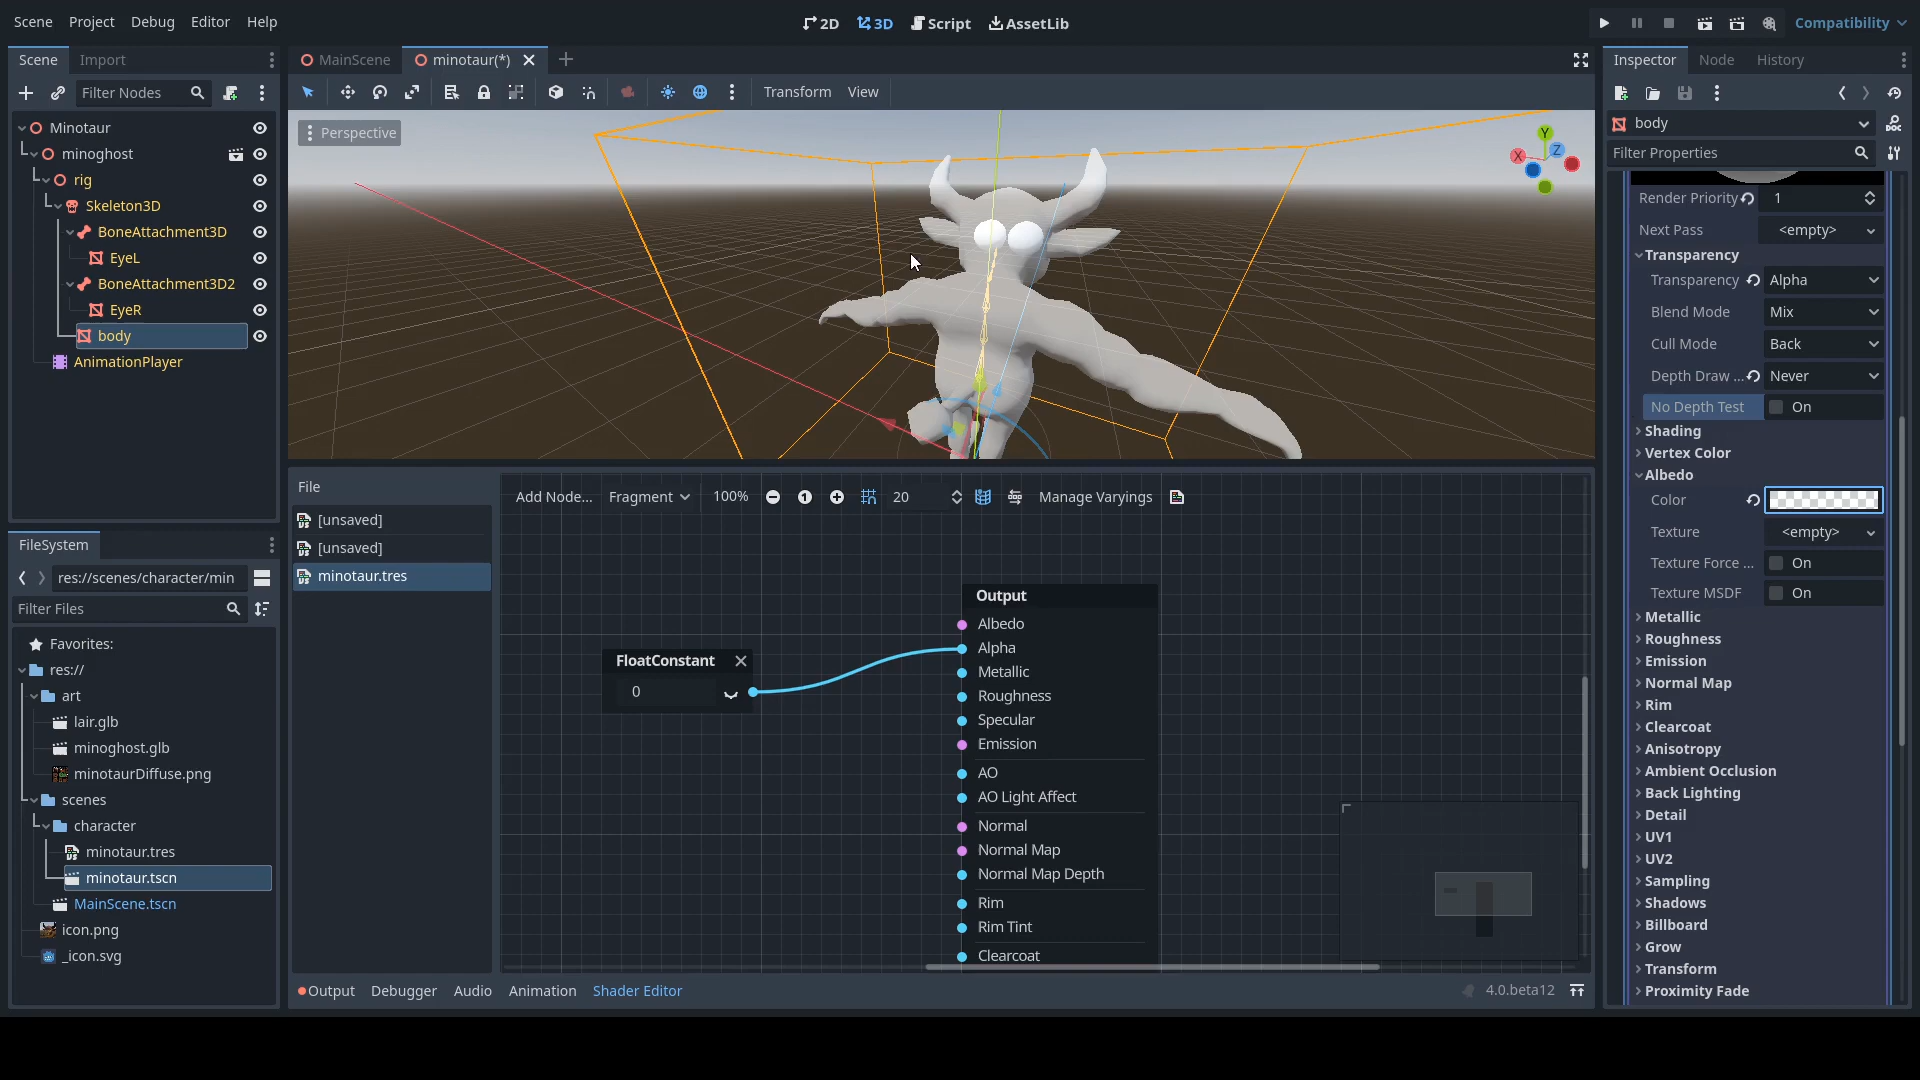 Scene Project Debug Editor Help
2D 3D Script AssetLib
Compatibility
Scene Import
Filter Nodes
Minotaur
minoghost
rig
Skeleton3D
BoneAttachment3D
EyeL
BoneAttachment3D2
EyeR
body
AnimationPlayer
FileSystem
res://scenes/character/min
Filter Files
Favorites:
res://
art
lair.glb
minoghost.glb
minotaurDiffuse.png
scenes
character
minotaur.tres
minotaur.tscn
MainScene.tscn
icon.png
_icon.svg
MainScene minotaur(*)
Transform View
Perspective
Y
X
Z
File
[unsaved]
[unsaved]
minotaur.tres
Add Node... Fragment 100% 1 20 Manage Varyings
FloatConstant
0
Output
Albedo
Alpha
Metallic
Roughness
Specular
Emission
AO
AO Light Affect
Normal
Normal Map
Normal Map Depth
Rim
Rim Tint
Clearcoat
Output Debugger Audio Animation Shader Editor 4.0.beta12
Inspector Node History
body
DOC
Filter Properties
Render Priority 1
Next Pass <empty>
Transparency
Transparency Alpha
Blend Mode Mix
Cull Mode Back
Depth Draw ... Never
No Depth Test On
Shading
Vertex Color
Albedo
Color
Texture <empty>
Texture Force ... On
Texture MSDF On
Metallic
Roughness
Emission
Normal Map
Rim
Clearcoat
Anisotropy
Ambient Occlusion
Back Lighting
Detail
UV1
UV2
Sampling
Shadows
Billboard
Grow
Transform
Proximity Fade